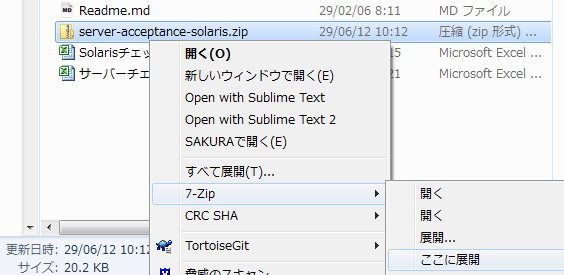 Readme.md 29/02/06 8:11 MD ファイル
server-acceptance-solaris.zip 29/06/12 10:12 圧縮 (zip 形式) ...
Solarisチェッ 15 Microsoft Excel ...
サーバーチェ 21 Microsoft Excel ...
開く(O)
新しいウィンドウで開く(E)
Open with Sublime Text
Open with Sublime Text 2
SAKURAで開く(E)
すべて展開(T)...
7-Zip
CRC SHA
TortoiseGit
脅威のスキャン
開く
開く
展開...
ここに展開
更新日時: 29/06/12 10:12
サイズ: 20.2 KB